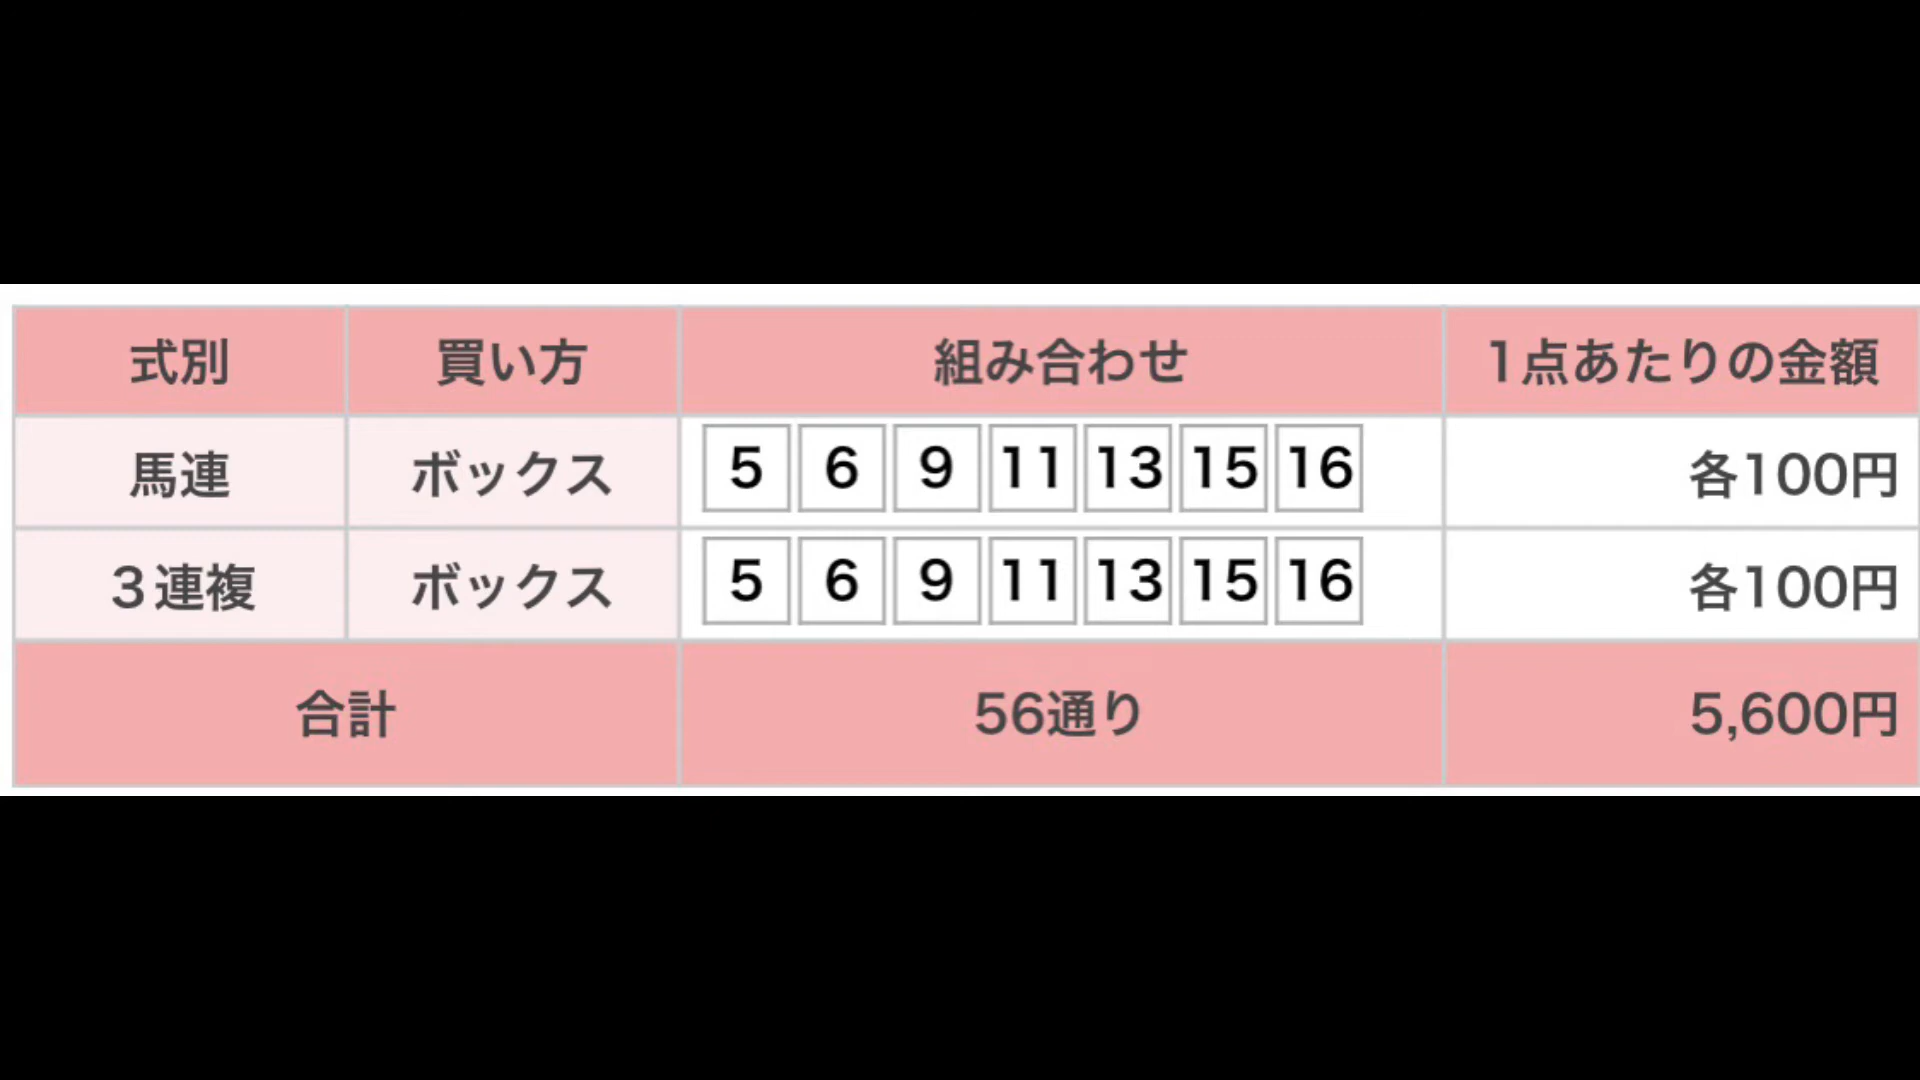 式別 買い方 組み合わせ 1点あたりの金額
馬連 ボックス 5 6 9 11 13 15 16 各100円
３連複 ボックス 5 6 9 11 13 15 16 各100円
合計 56通り 5,600円